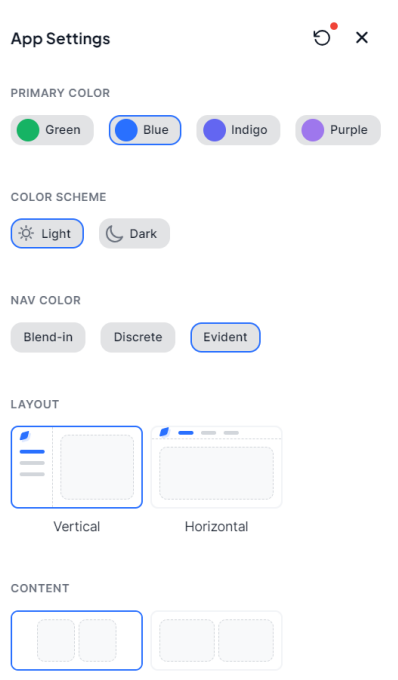 App Settings
PRIMARY COLOR
Green Blue Indigo Purple
COLOR SCHEME
Light Dark
NAV COLOR
Blend-in Discrete Evident
LAYOUT
Vertical Horizontal
CONTENT